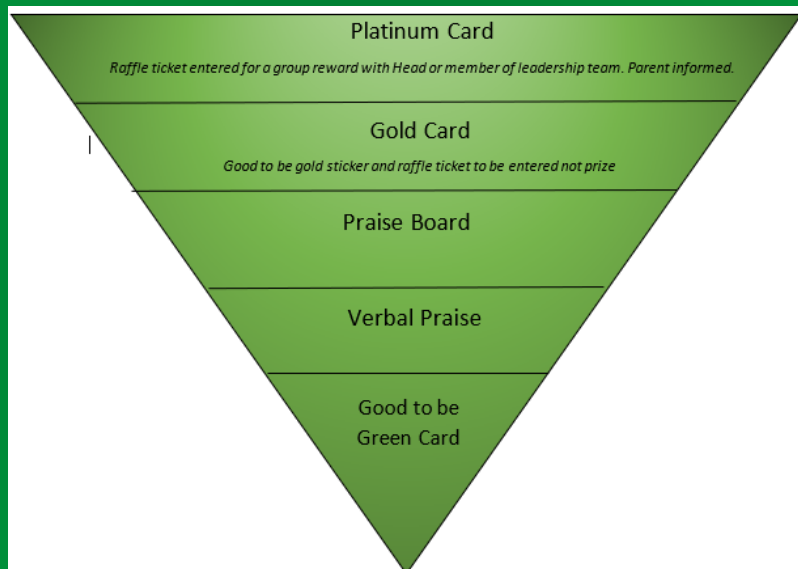 Platinum Card
Raffle ticket entered for a group reward with Head or member of leadership team. Parent informed.
Gold Card
Good to be gold sticker and raffle ticket to be entered not prize
Praise Board
Verbal Praise
Good to be
Green Card